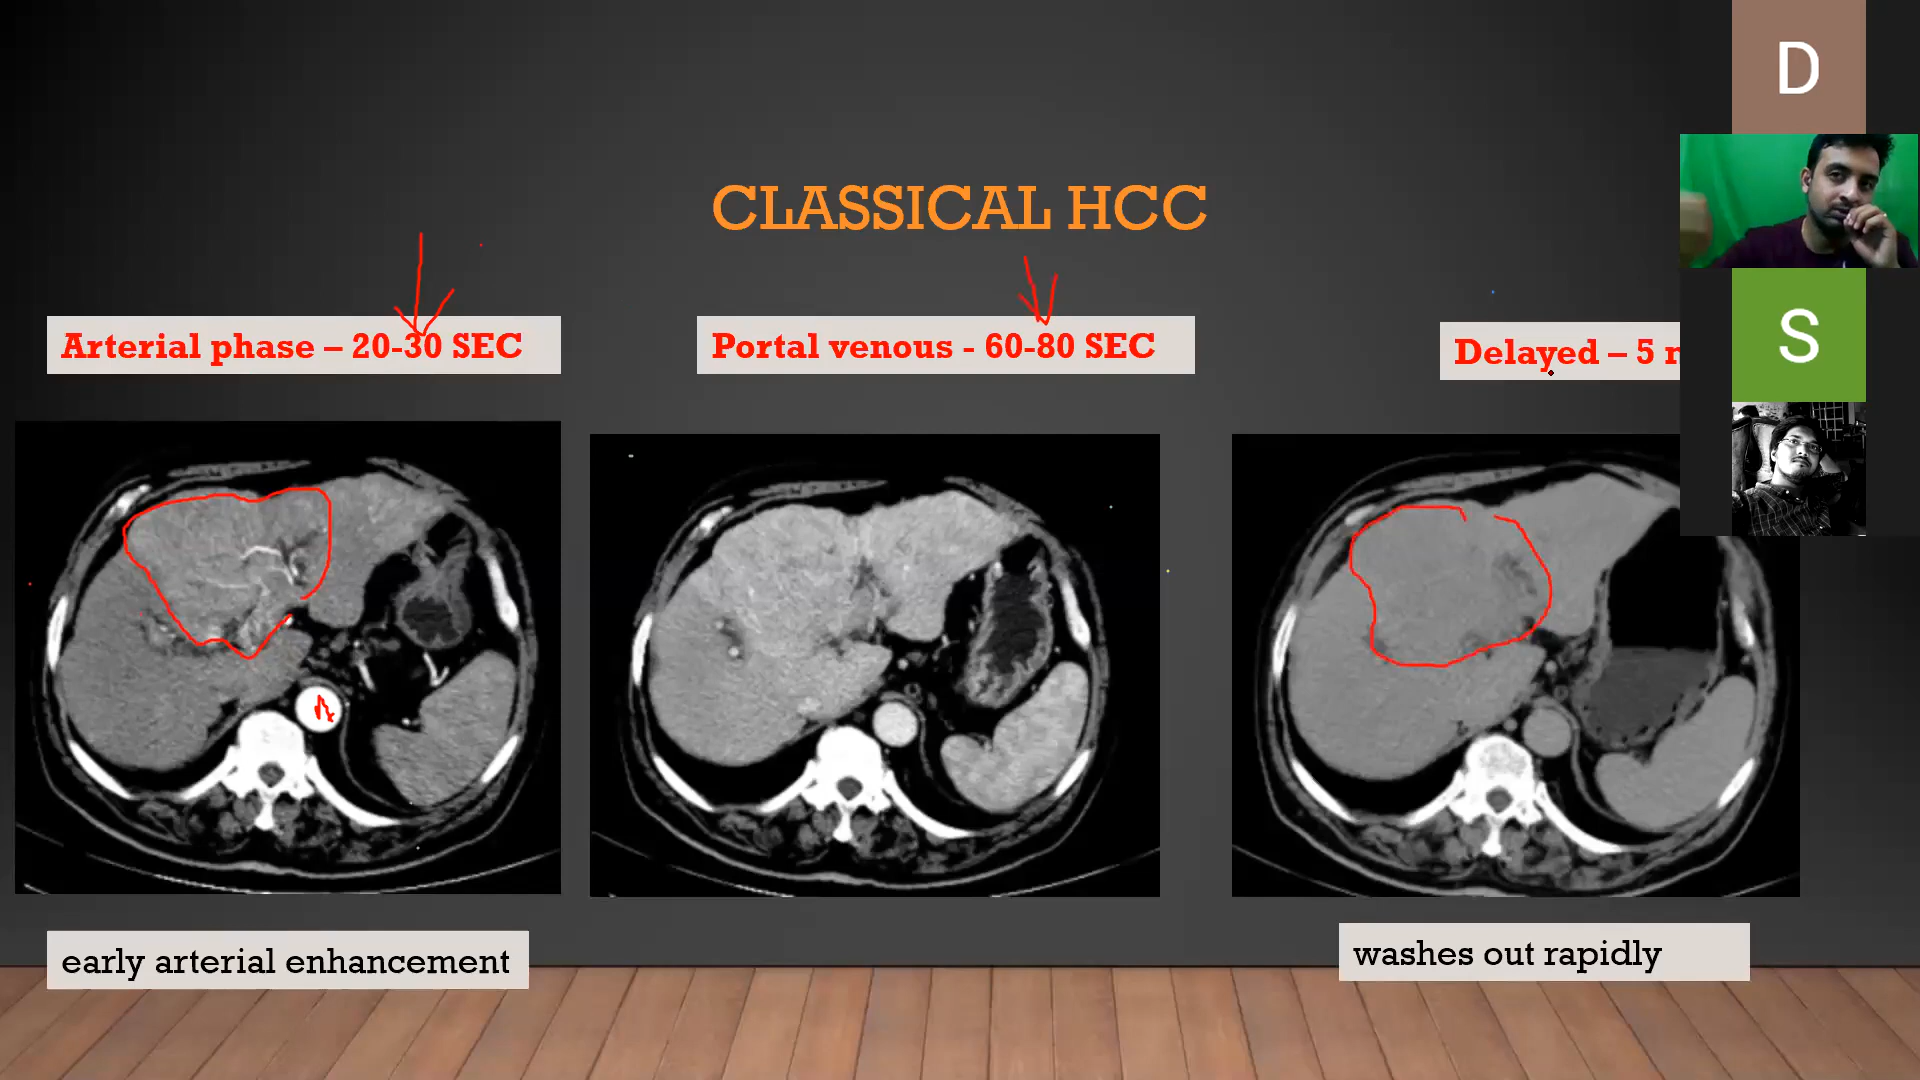 CLASSICAL HCC
Arterial phase – 20-30 SEC
Portal venous - 60-80 SEC
Delayed – 5
early arterial enhancement
washes out rapidly
D
S